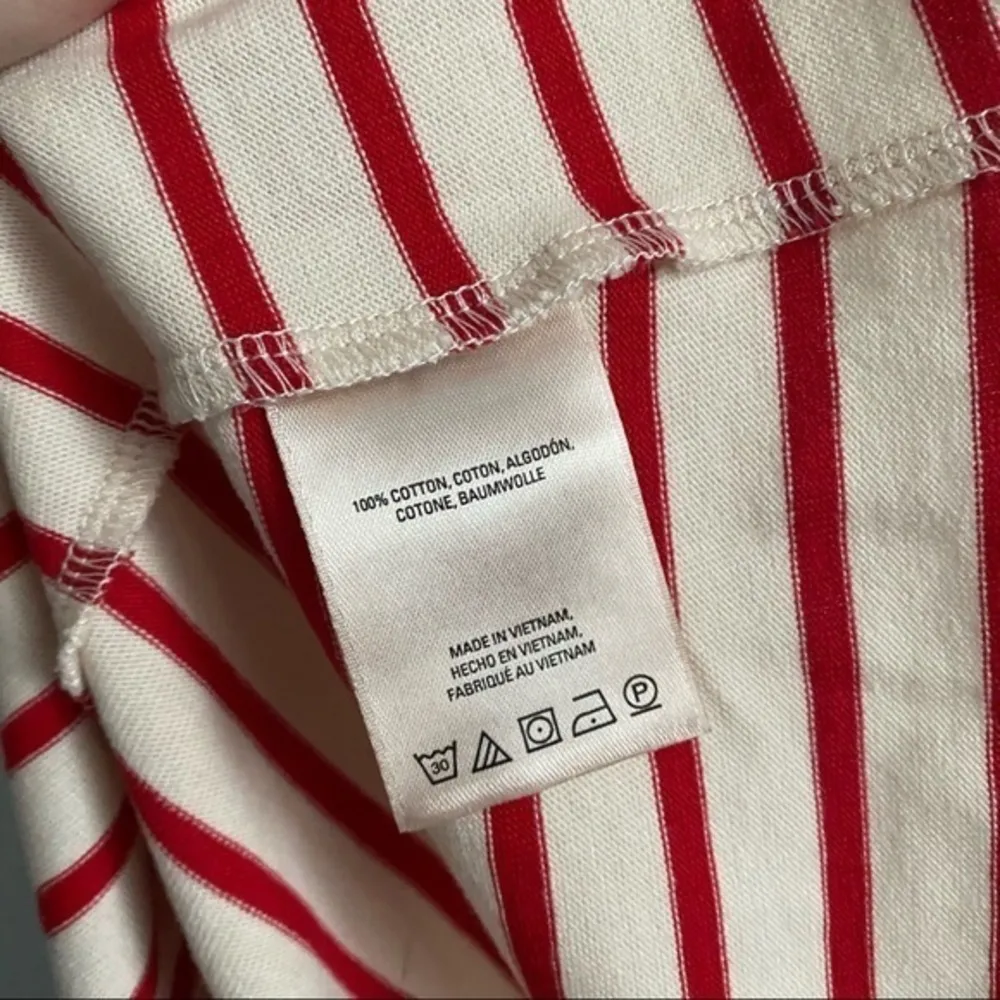 100% COTTON, COTON, ALGODÓN,
COTONE, BAUMWOLLE
MADE IN VIETNAM,
HECHO EN VIETNAM,
FABRIQUÉ AU VIETNAM
30 P